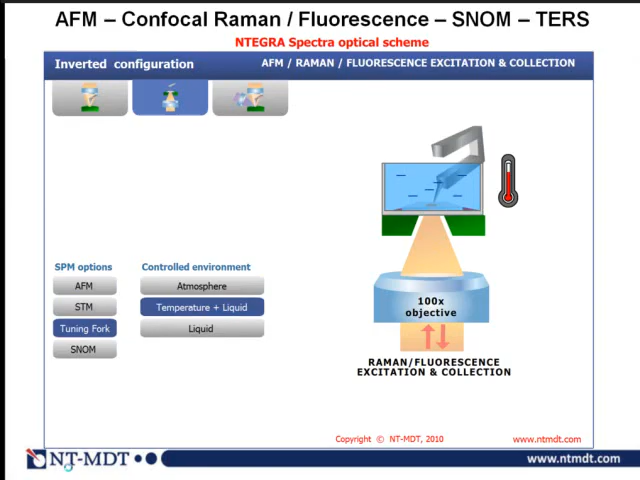 AFM – Confocal Raman / Fluorescence – SNOM – TERS
NTEGRA Spectra optical scheme
Inverted configuration
AFM / RAMAN / FLUORESCENCE EXCITATION & COLLECTION
SPM options
AFM
STM
Tuning Fork
SNOM
Controlled environment
Atmosphere
Temperature + Liquid
Liquid
100x
objective
RAMAN/FLUORESCENCE
EXCITATION & COLLECTION
Copyright © NT-MDT, 2010
www.ntmdt.com
NT-MDT
www.ntmdt.com